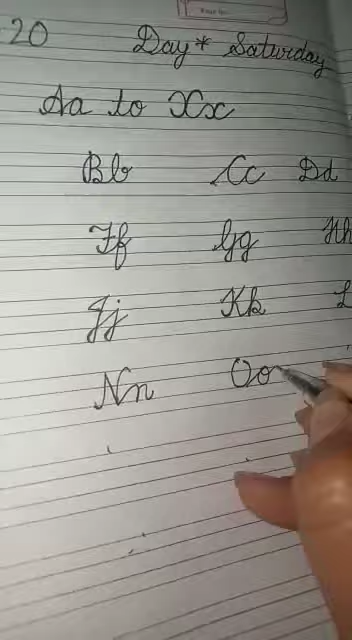 20 Day * Saturday
Aa to Xx
Bb Cc Dd
Ff Gg Hh
Jj Kk L
Nn Oo